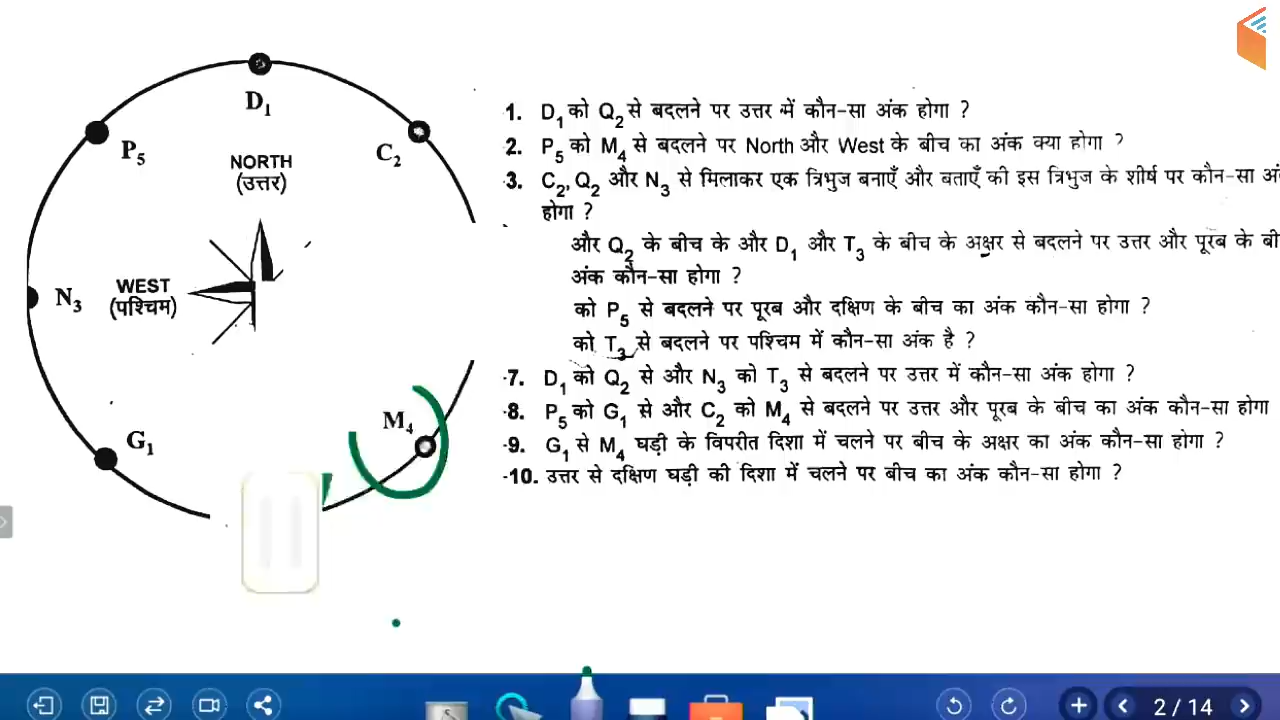 D₁
P₅
C₂
NORTH
(उत्तर)
N₃
WEST
(पश्चिम)
M₄
G₁
1. D₁ को Q₂ से बदलने पर उत्तर में कौन-सा अंक होगा ?
2. P₅ को M₄ से बदलने पर North और West के बीच का अंक क्या होगा ?
3. C₂, Q₂ और N₃ से मिलाकर एक त्रिभुज बनाएँ और बताएँ की इस त्रिभुज के शीर्ष पर कौन-सा
होगा ?
और Q₂ के बीच के और D₁ और T₃ के बीच के अक्षर से बदलने पर उत्तर और पूरब के
अंक कौन-सा होगा ?
को P₅ से बदलने पर पूरब और दक्षिण के बीच का अंक कौन-सा होगा ?
को T₃ से बदलने पर पश्चिम में कौन-सा अंक है ?
7. D₁ को Q₂ से और N₃ को T₃ से बदलने पर उत्तर में कौन-सा अंक होगा ?
8. P₅ को G₁ से और C₂ को M₄ से बदलने पर उत्तर और पूरब के बीच का अंक कौन-सा होगा
9. G₁ से M₄ घड़ी के विपरीत दिशा में चलने पर बीच के अक्षर का अंक कौन-सा होगा ?
10. उत्तर से दक्षिण घड़ी की दिशा में चलने पर बीच का अंक कौन-सा होगा ?
2 / 14